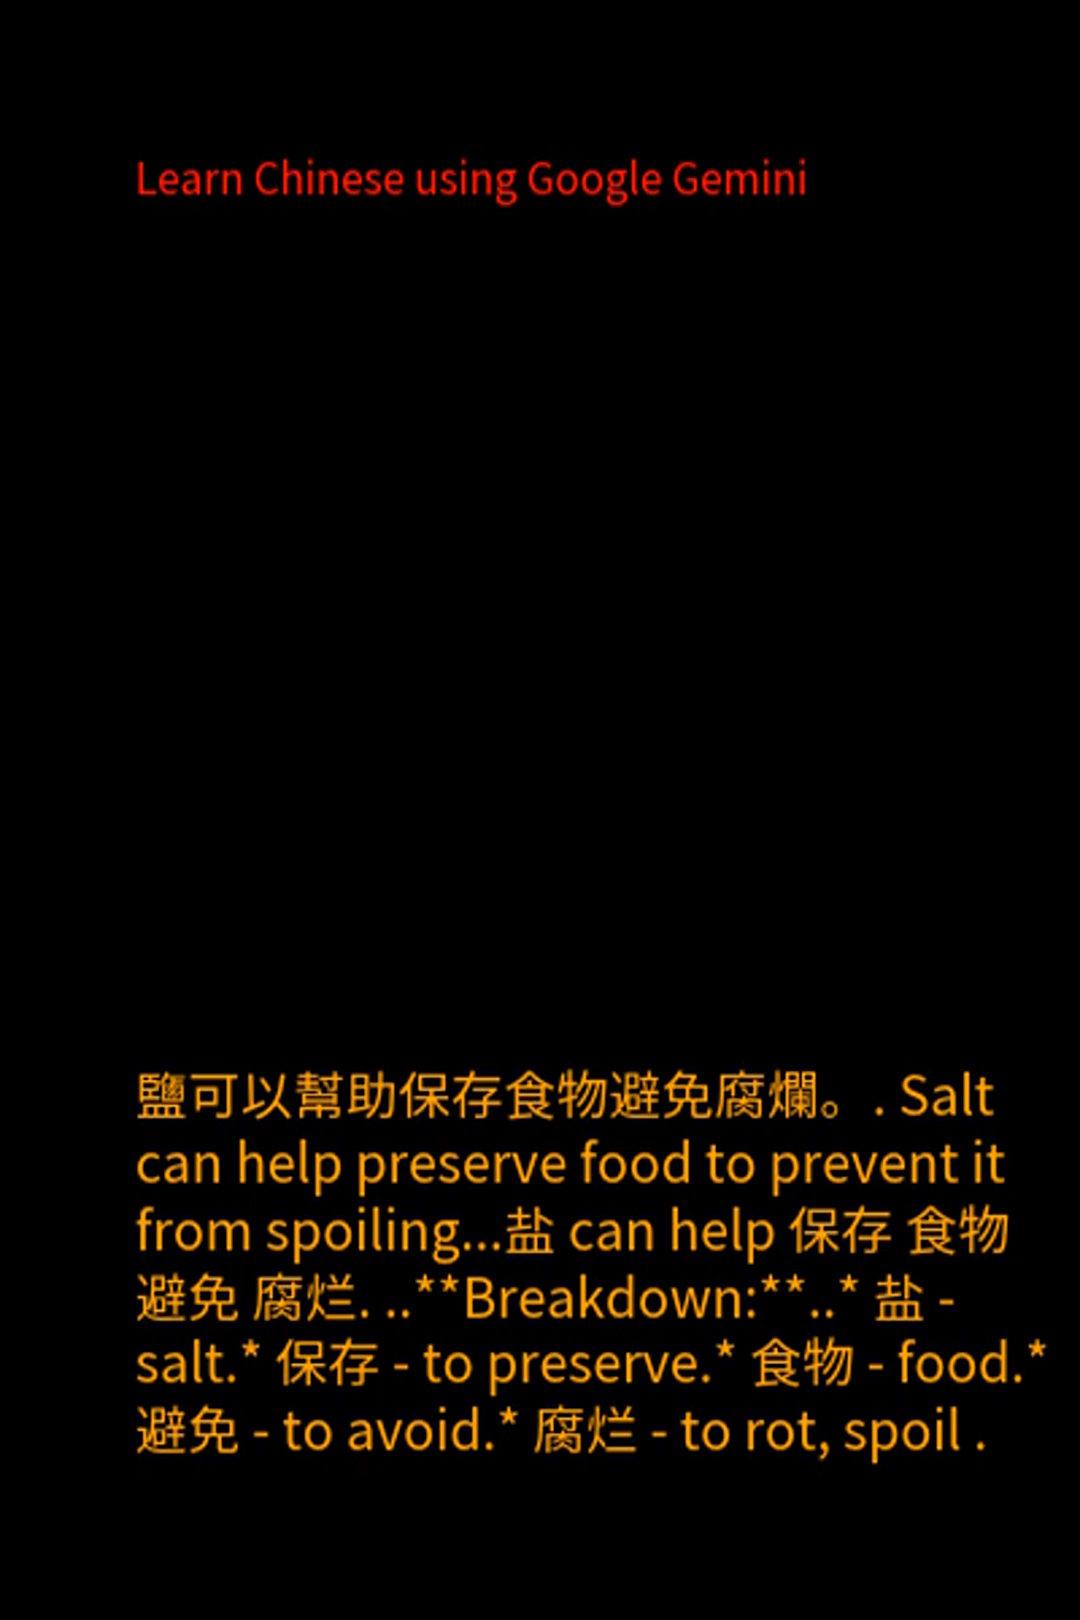 Learn Chinese using Google Gemini
鹽可以幫助保存食物避免腐爛。 . Salt
can help preserve food to prevent it
from spoiling...盐 can help 保存 食物
避免 腐烂. ..**Breakdown:**..* 盐 -
salt.* 保存 - to preserve.* 食物 - food.*
避免 - to avoid.* 腐烂 - to rot, spoil .